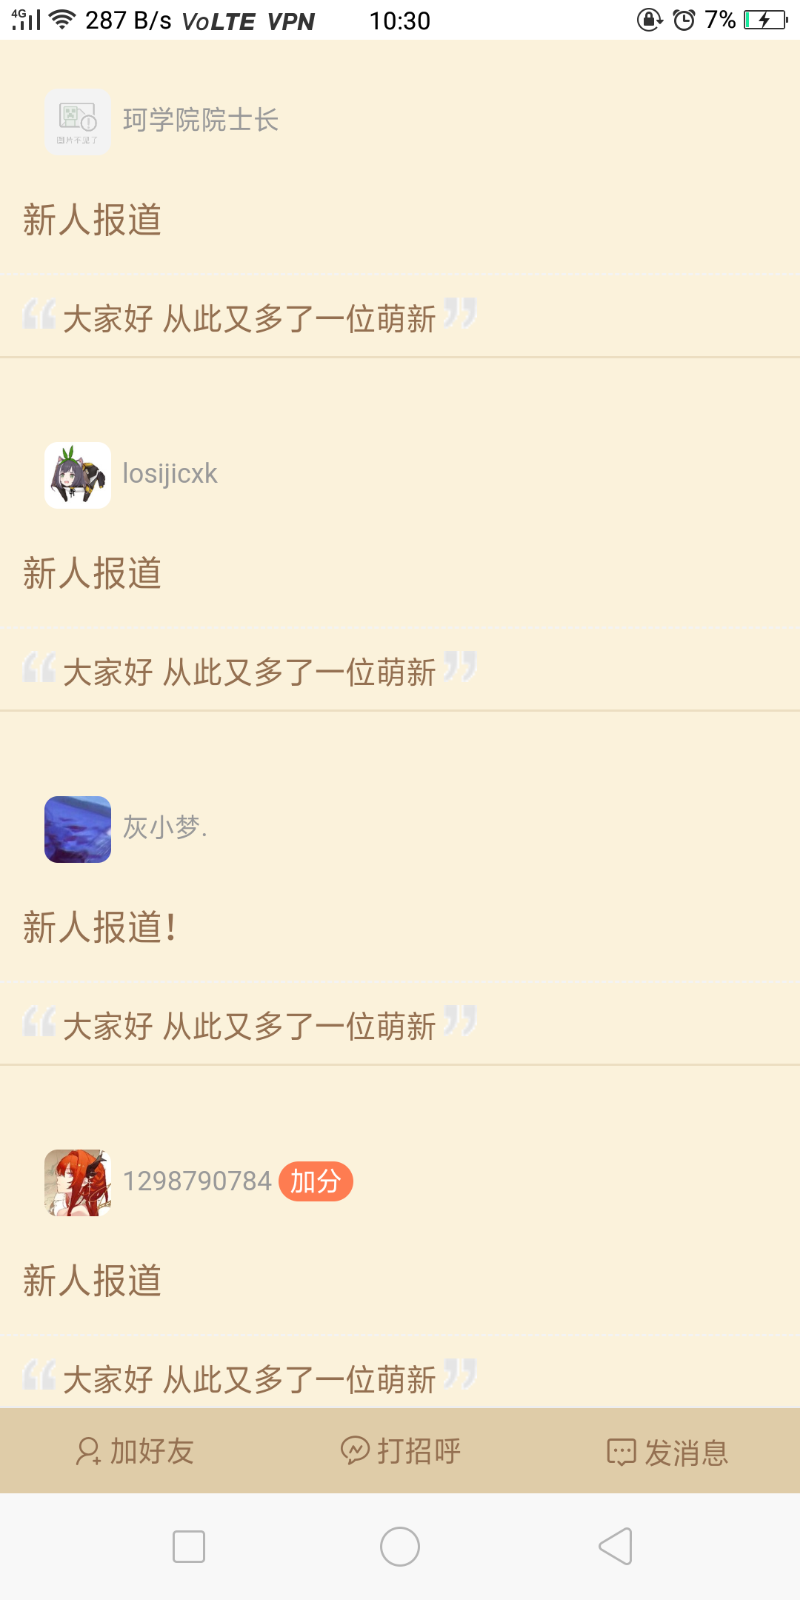 4G 287 B/s VoLTE VPN 10:30 7%
图片不见了
珂学院院士长
新人报道
“大家好 从此又多了一位萌新”
losijicxk
新人报道
“大家好 从此又多了一位萌新”
灰小梦.
新人报道！
“大家好 从此又多了一位萌新”
1298790784 加分
新人报道
“大家好 从此又多了一位萌新”
加好友 打招呼 发消息